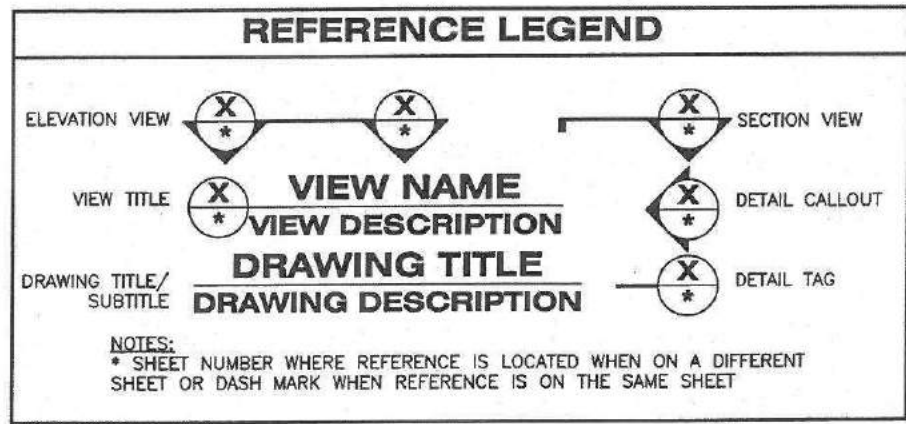 REFERENCE LEGEND
ELEVATION VIEW
X
*
X
*
X
*
SECTION VIEW
VIEW TITLE
X
*
VIEW NAME
VIEW DESCRIPTION
X
*
DETAIL CALLOUT
DRAWING TITLE/
SUBTITLE
DRAWING TITLE
DRAWING DESCRIPTION
X
*
DETAIL TAG
NOTES:
* SHEET NUMBER WHERE REFERENCE IS LOCATED WHEN ON A DIFFERENT
SHEET OR DASH MARK WHEN REFERENCE IS ON THE SAME SHEET